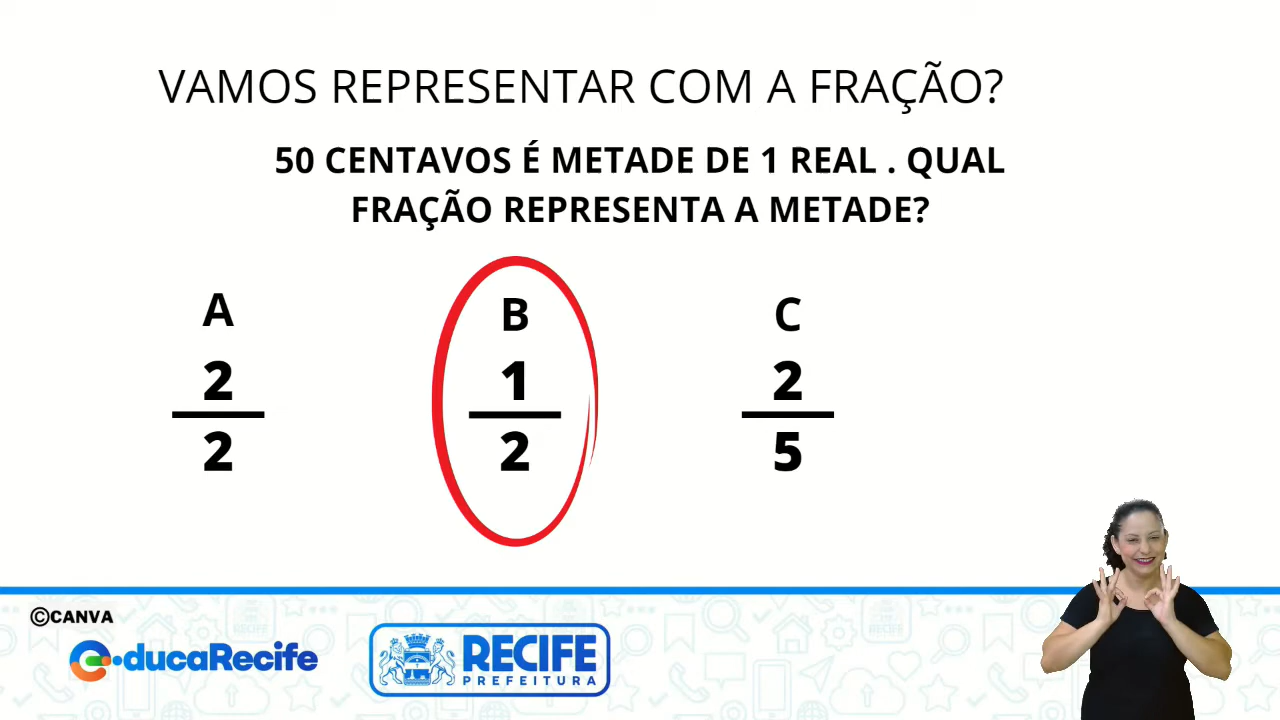 VAMOS REPRESENTAR COM A FRAÇÃO?
50 CENTAVOS É METADE DE 1 REAL . QUAL
FRAÇÃO REPRESENTA A METADE?
A
2
2
B
1
2
C
2
5
©CANVA
EducaRecife
RECIFE
PREFEITURA